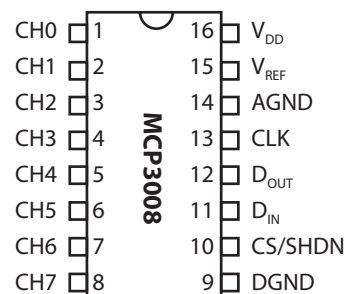 CH0 1 16 VDD
CH1 2 15 VREF
CH2 3 14 AGND
CH3 4 13 CLK
CH4 5 12 DOUT
CH5 6 11 DIN
CH6 7 10 CS/SHDN
CH7 8 9 DGND
MCP3008